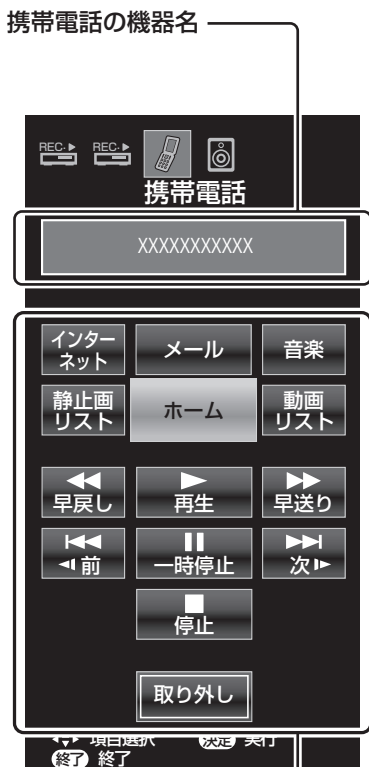 携帯電話の機器名
REC REC
携帯電話
XXXXXXXXXXX
インター
ネット
メール
音楽
静止画
リスト
ホーム
動画
リスト
早戻し
再生
早送り
前
一時停止
次
停止
取り外し
項目選択 決定 実行
終了 終了